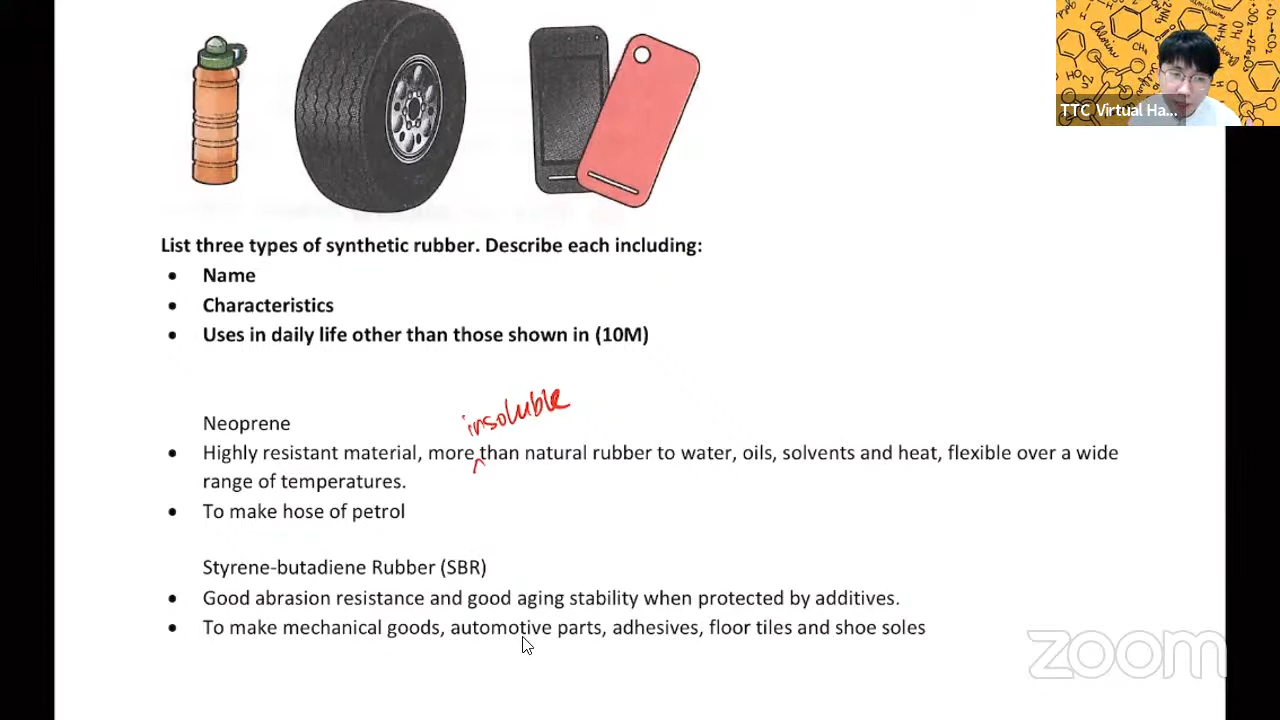 TTC Virtual Ha...
List three types of synthetic rubber. Describe each including:
• Name
• Characteristics
• Uses in daily life other than those shown in (10M)
insoluble
Neoprene
• Highly resistant material, more than natural rubber to water, oils, solvents and heat, flexible over a wide
range of temperatures.
• To make hose of petrol
Styrene-butadiene Rubber (SBR)
• Good abrasion resistance and good aging stability when protected by additives.
• To make mechanical goods, automotive parts, adhesives, floor tiles and shoe soles
zoom